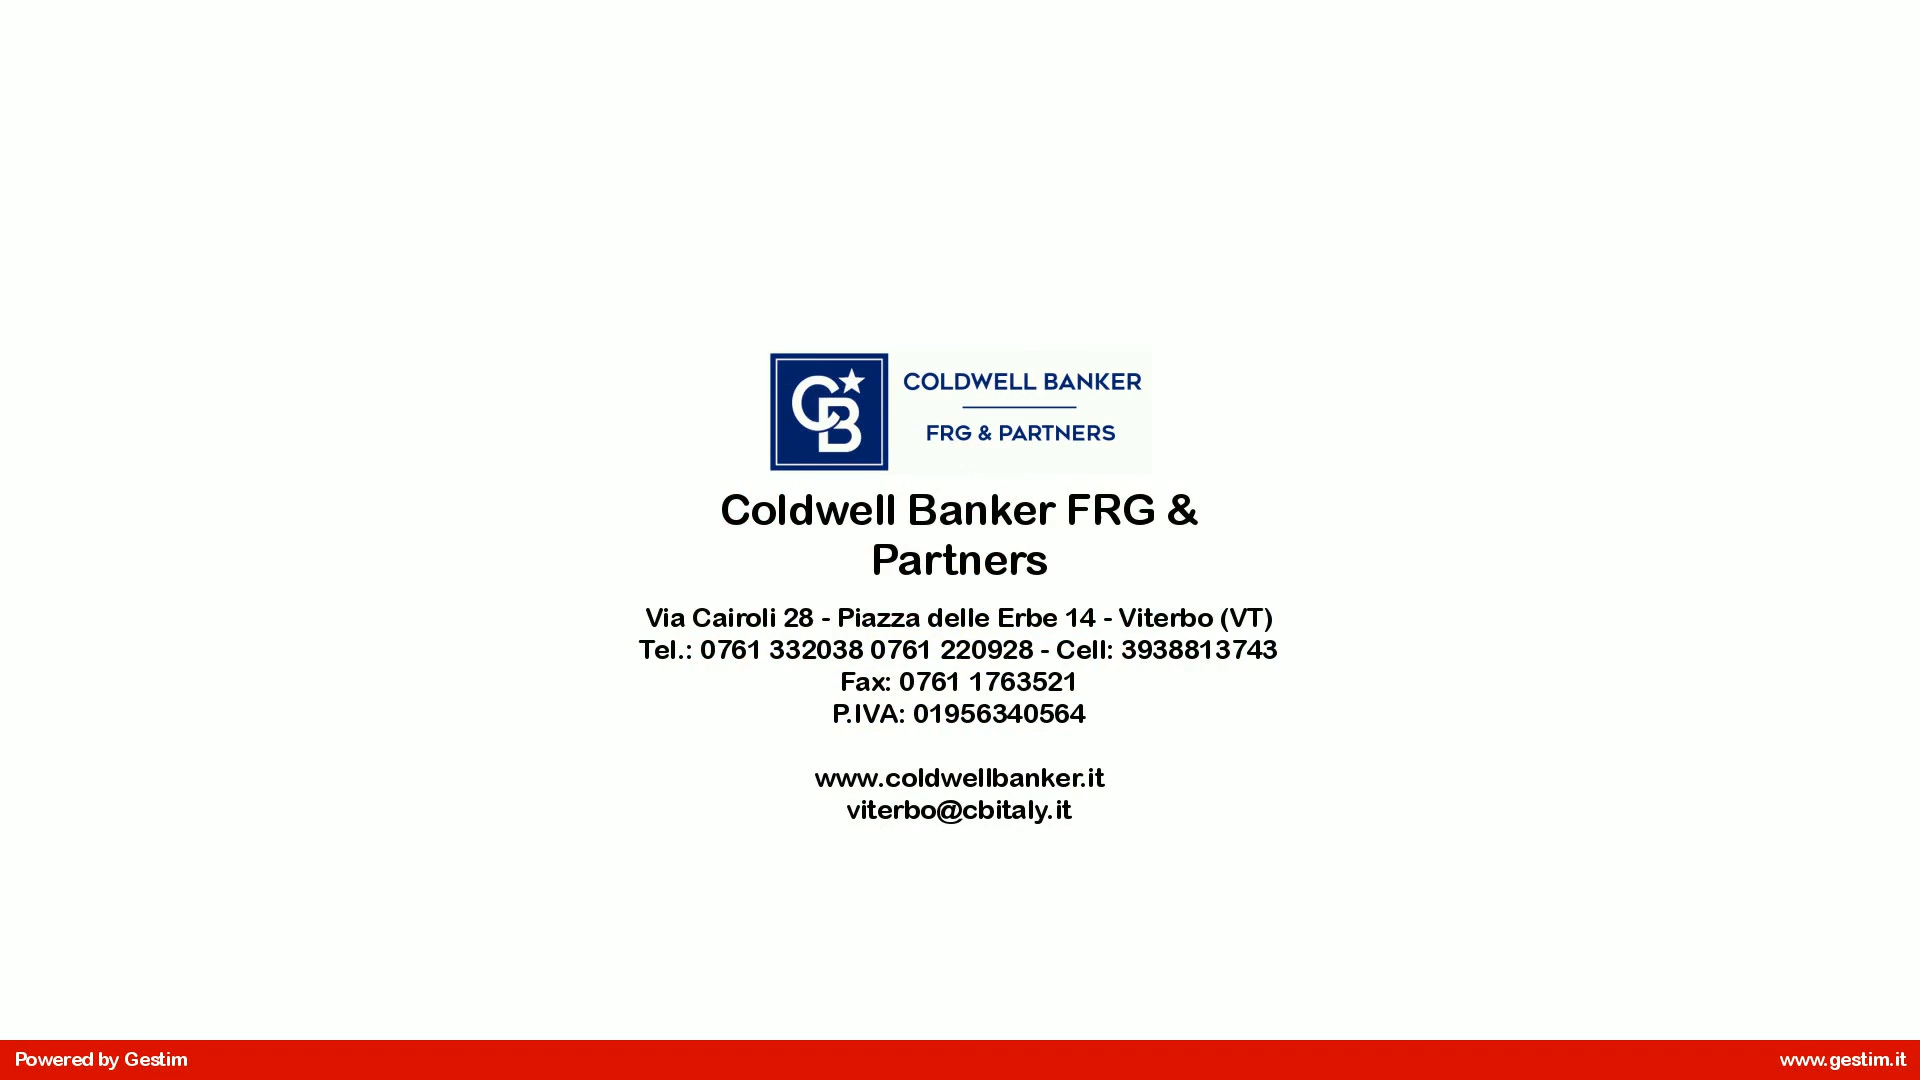 CB
COLDWELL BANKER
FRG & PARTNERS
Coldwell Banker FRG &
Partners
Via Cairoli 28 - Piazza delle Erbe 14 - Viterbo (VT)
Tel.: 0761 332038 0761 220928 - Cell: 3938813743
Fax: 0761 1763521
P.IVA: 01956340564
www.coldwellbanker.it
viterbo@cbitaly.it
Powered by Gestim
www.gestim.it